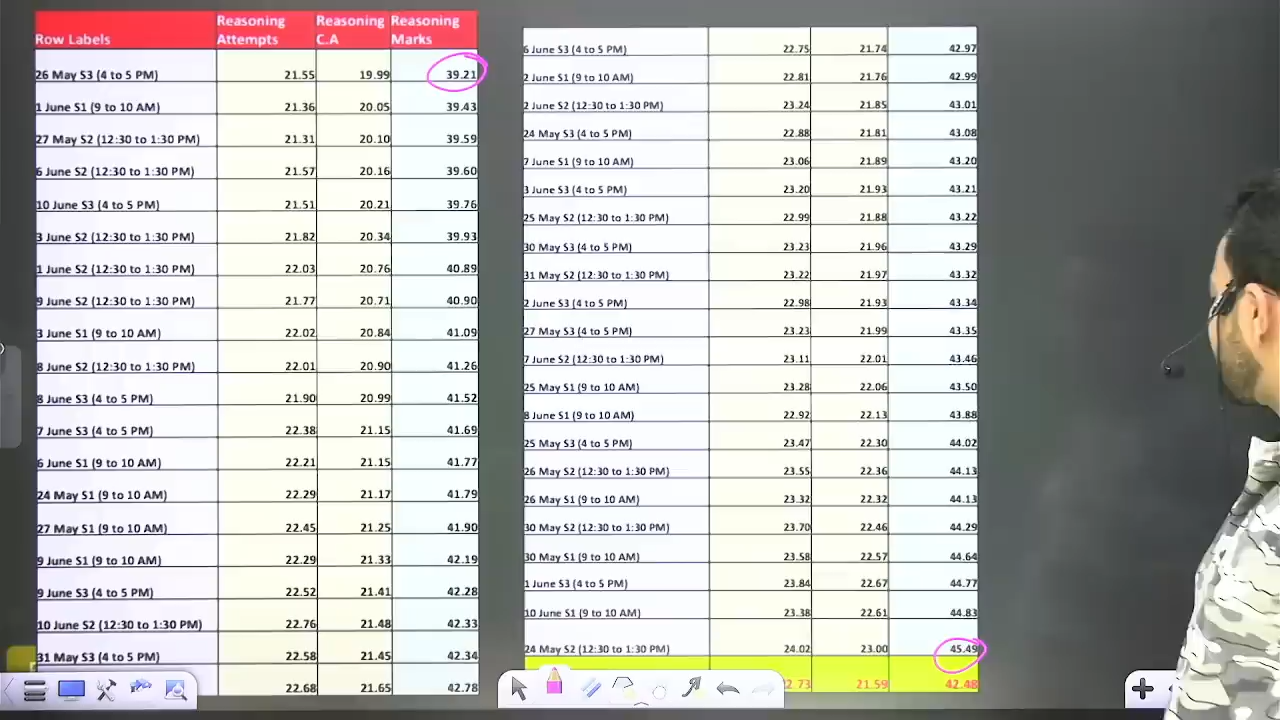 Row Labels Reasoning Attempts Reasoning C.A Reasoning Marks
26 May S3 (4 to 5 PM) 21.55 19.99 39.21
1 June S1 (9 to 10 AM) 21.36 20.05 39.43
27 May S2 (12:30 to 1:30 PM) 21.31 20.10 39.59
6 June S2 (12:30 to 1:30 PM) 21.57 20.16 39.60
10 June S3 (4 to 5 PM) 21.51 20.21 39.76
3 June S2 (12:30 to 1:30 PM) 21.82 20.34 39.93
1 June S2 (12:30 to 1:30 PM) 22.03 20.76 40.89
9 June S2 (12:30 to 1:30 PM) 21.77 20.71 40.90
3 June S1 (9 to 10 AM) 22.02 20.84 41.09
8 June S2 (12:30 to 1:30 PM) 22.01 20.90 41.26
8 June S3 (4 to 5 PM) 21.90 20.99 41.52
7 June S3 (4 to 5 PM) 22.38 21.15 41.69
6 June S1 (9 to 10 AM) 22.21 21.15 41.77
24 May S1 (9 to 10 AM) 22.29 21.17 41.79
27 May S1 (9 to 10 AM) 22.45 21.25 41.90
9 June S1 (9 to 10 AM) 22.29 21.33 42.19
9 June S3 (4 to 5 PM) 22.52 21.41 42.28
10 June S2 (12:30 to 1:30 PM) 22.76 21.48 42.33
31 May S3 (4 to 5 PM) 22.58 21.45 42.34
22.68 21.65 42.78
6 June S3 (4 to 5 PM) 22.75 21.74 42.97
2 June S1 (9 to 10 AM) 22.81 21.76 42.99
2 June S2 (12:30 to 1:30 PM) 23.24 21.85 43.01
24 May S3 (4 to 5 PM) 22.88 21.81 43.08
7 June S1 (9 to 10 AM) 23.06 21.89 43.20
3 June S3 (4 to 5 PM) 23.20 21.93 43.21
25 May S2 (12:30 to 1:30 PM) 22.99 21.88 43.22
30 May S3 (4 to 5 PM) 23.23 21.96 43.29
31 May S2 (12:30 to 1:30 PM) 23.22 21.97 43.32
2 June S3 (4 to 5 PM) 22.98 21.93 43.34
27 May S3 (4 to 5 PM) 23.23 21.99 43.35
7 June S2 (12:30 to 1:30 PM) 23.11 22.01 43.46
25 May S1 (9 to 10 AM) 23.28 22.06 43.50
8 June S1 (9 to 10 AM) 22.92 22.13 43.88
25 May S3 (4 to 5 PM) 23.47 22.30 44.02
26 May S2 (12:30 to 1:30 PM) 23.55 22.36 44.13
26 May S1 (9 to 10 AM) 23.32 22.32 44.13
30 May S2 (12:30 to 1:30 PM) 23.70 22.46 44.29
30 May S1 (9 to 10 AM) 23.58 22.57 44.64
1 June S3 (4 to 5 PM) 23.84 22.67 44.77
10 June S1 (9 to 10 AM) 23.38 22.61 44.83
24 May S2 (12:30 to 1:30 PM) 24.02 23.00 45.49
21.59 42.48